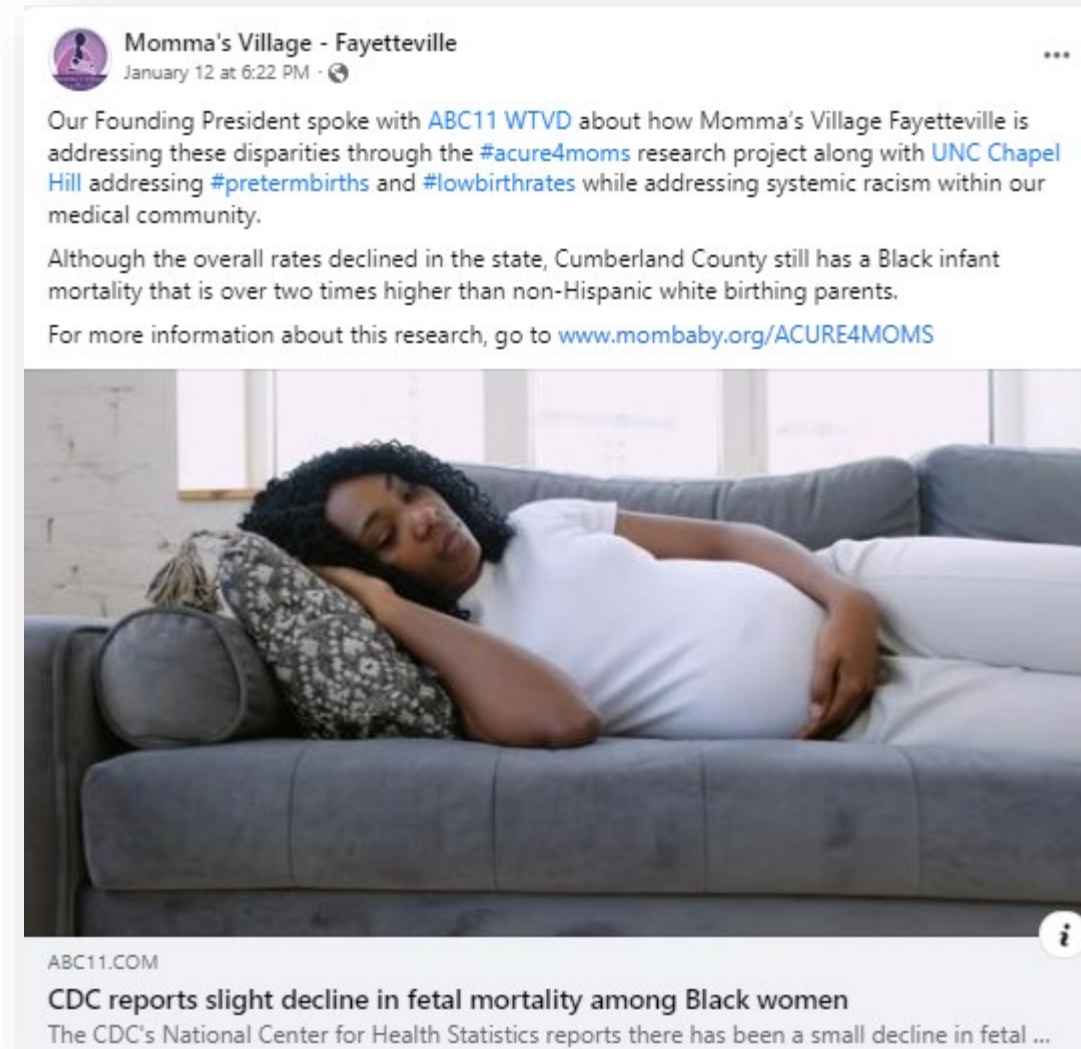 Momma's Village - Fayetteville
January 12 at 6:22 PM ·
Our Founding President spoke with ABC11 WTVD about how Momma's Village Fayetteville is
addressing these disparities through the #acure4moms research project along with UNC Chapel
Hill addressing #pretermbirths and #lowbirthrates while addressing systemic racism within our
medical community.
Although the overall rates declined in the state, Cumberland County still has a Black infant
mortality that is over two times higher than non-Hispanic white birthing parents.
For more information about this research, go to www.mombaby.org/ACURE4MOMS
i
ABC11.COM
CDC reports slight decline in fetal mortality among Black women
The CDC's National Center for Health Statistics reports there has been a small decline in fetal ...